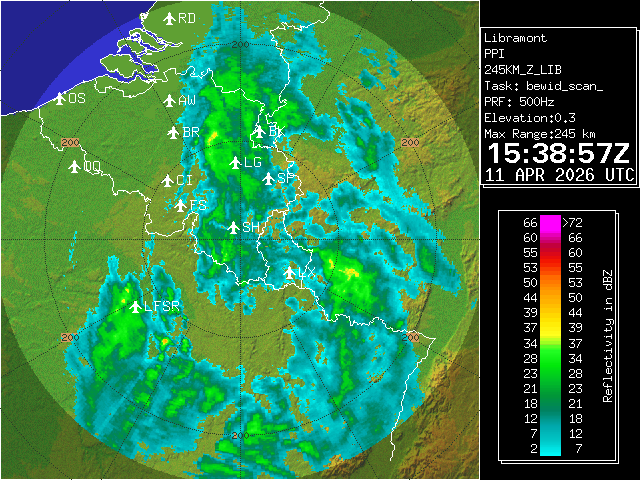 RD
200
OS
AW
BR
BK
200
200
QQ
LG
CI
SP
FS
SH
LX
LFSR
200
200
200
Libramont
PPI
245KM_Z_LIB
Task: bewid_scan_
PRF: 500Hz
Elevation:0.3
Max Range:245 km
15:38:57Z
11 APR 2026 UTC
66 >72
60 66
55 60
53 55
50 53
44 50
39 44
37 39
34 37
28 34
23 28
21 23
18 21
12 18
7 12
2 7
Reflectivity in dBZ